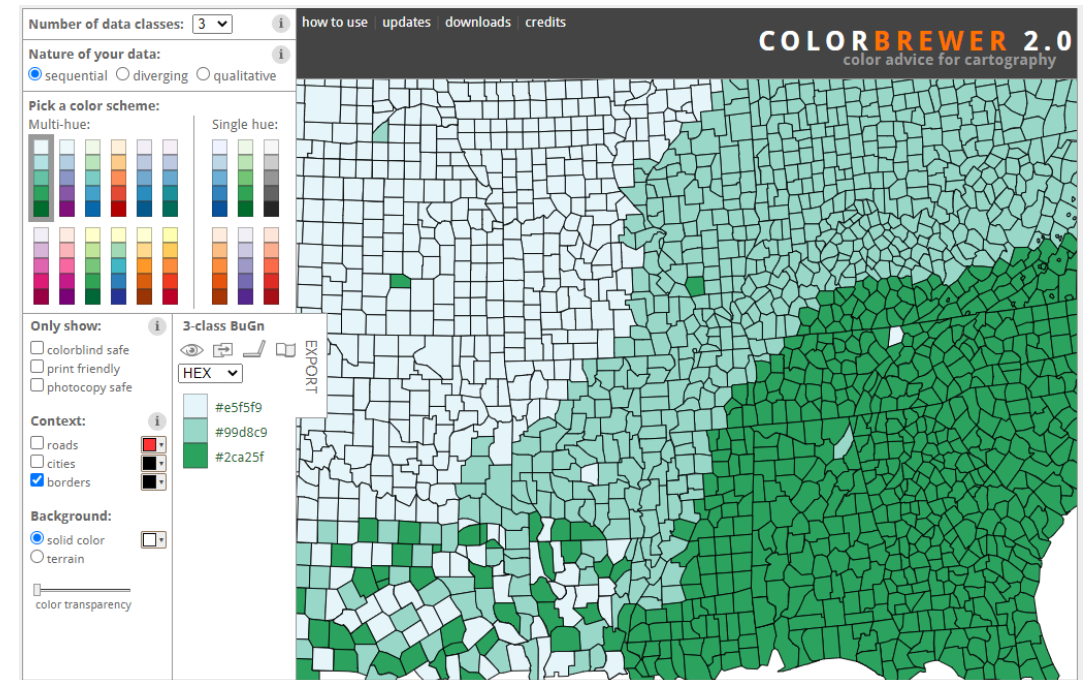 Number of data classes: 3 i
how to use | updates | downloads | credits
COLORBREWER 2.0
color advice for cartography
Nature of your data: i
sequential diverging qualitative
Pick a color scheme:
Multi-hue: Single hue:
Only show: i
colorblind safe
print friendly
photocopy safe
Context: i
roads
cities
borders
Background:
solid color
terrain
color transparency
3-class BuGn
EXPORT
HEX
#e5f5f9
#99d8c9
#2ca25f